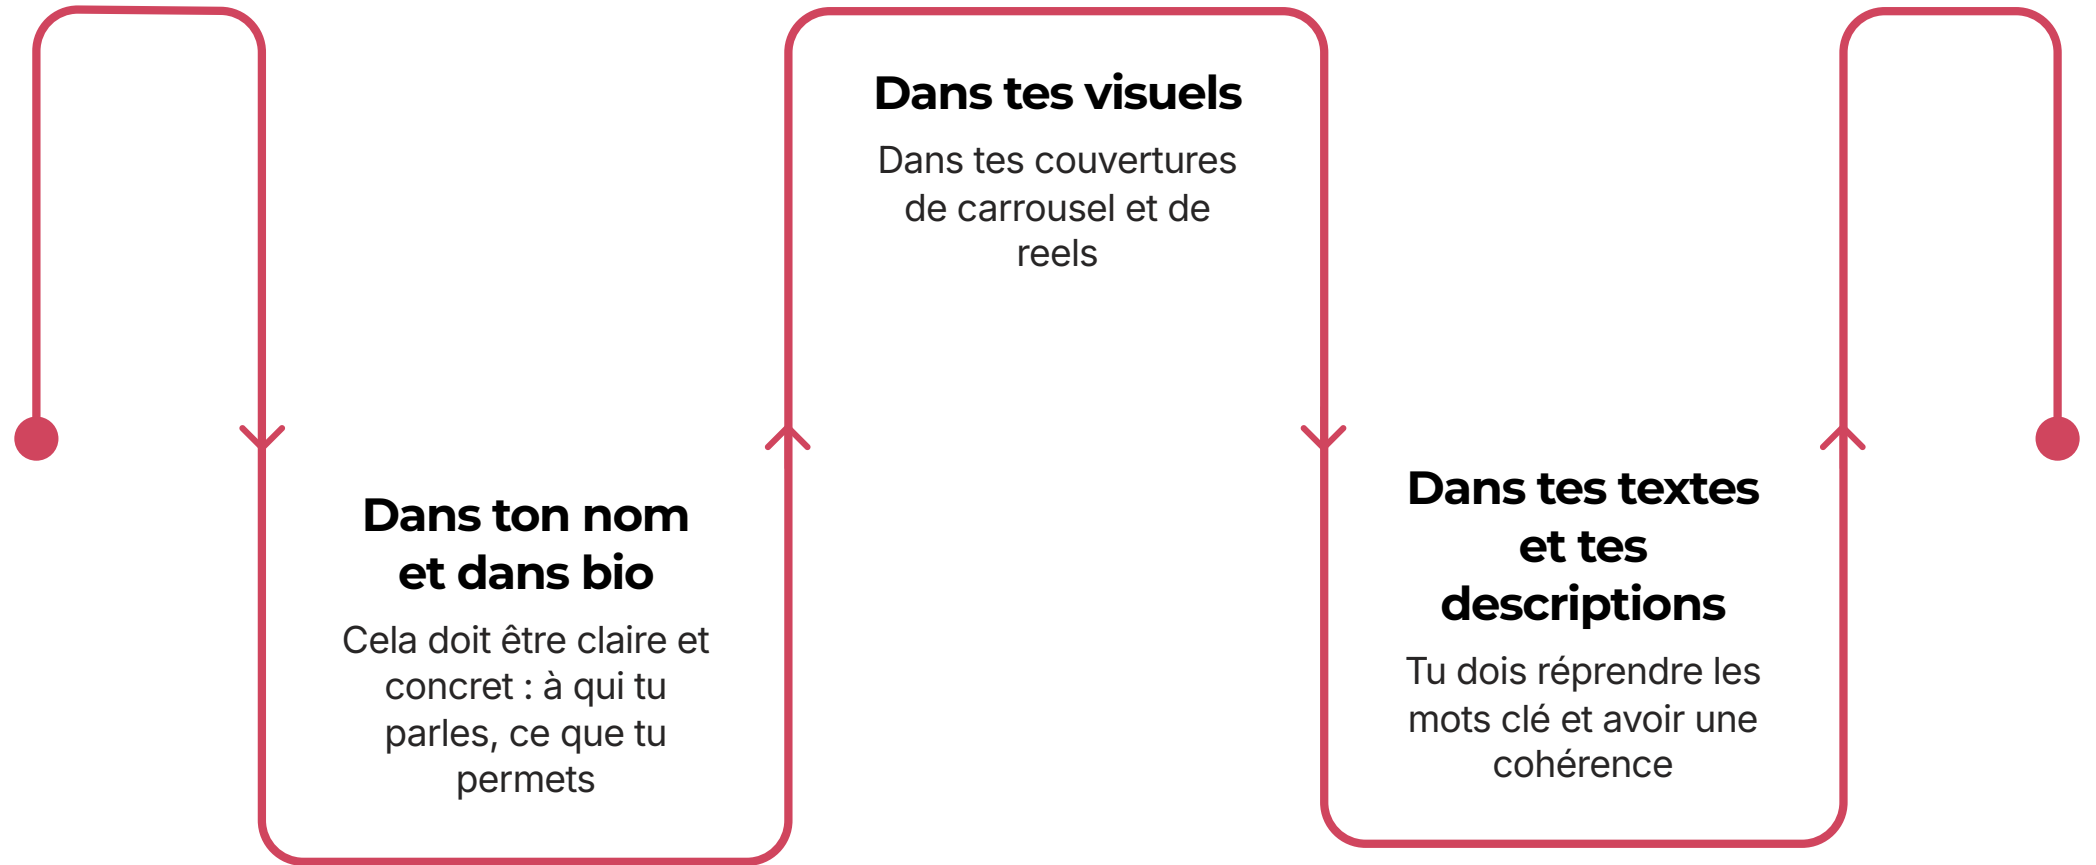 Dans ton nom
et dans bio
Cela doit être claire et
concret : à qui tu
parles, ce que tu
permets
Dans tes visuels
Dans tes couvertures
de carrousel et de
reels
Dans tes textes
et tes
descriptions
Tu dois réprendre les
mots clé et avoir une
cohérence